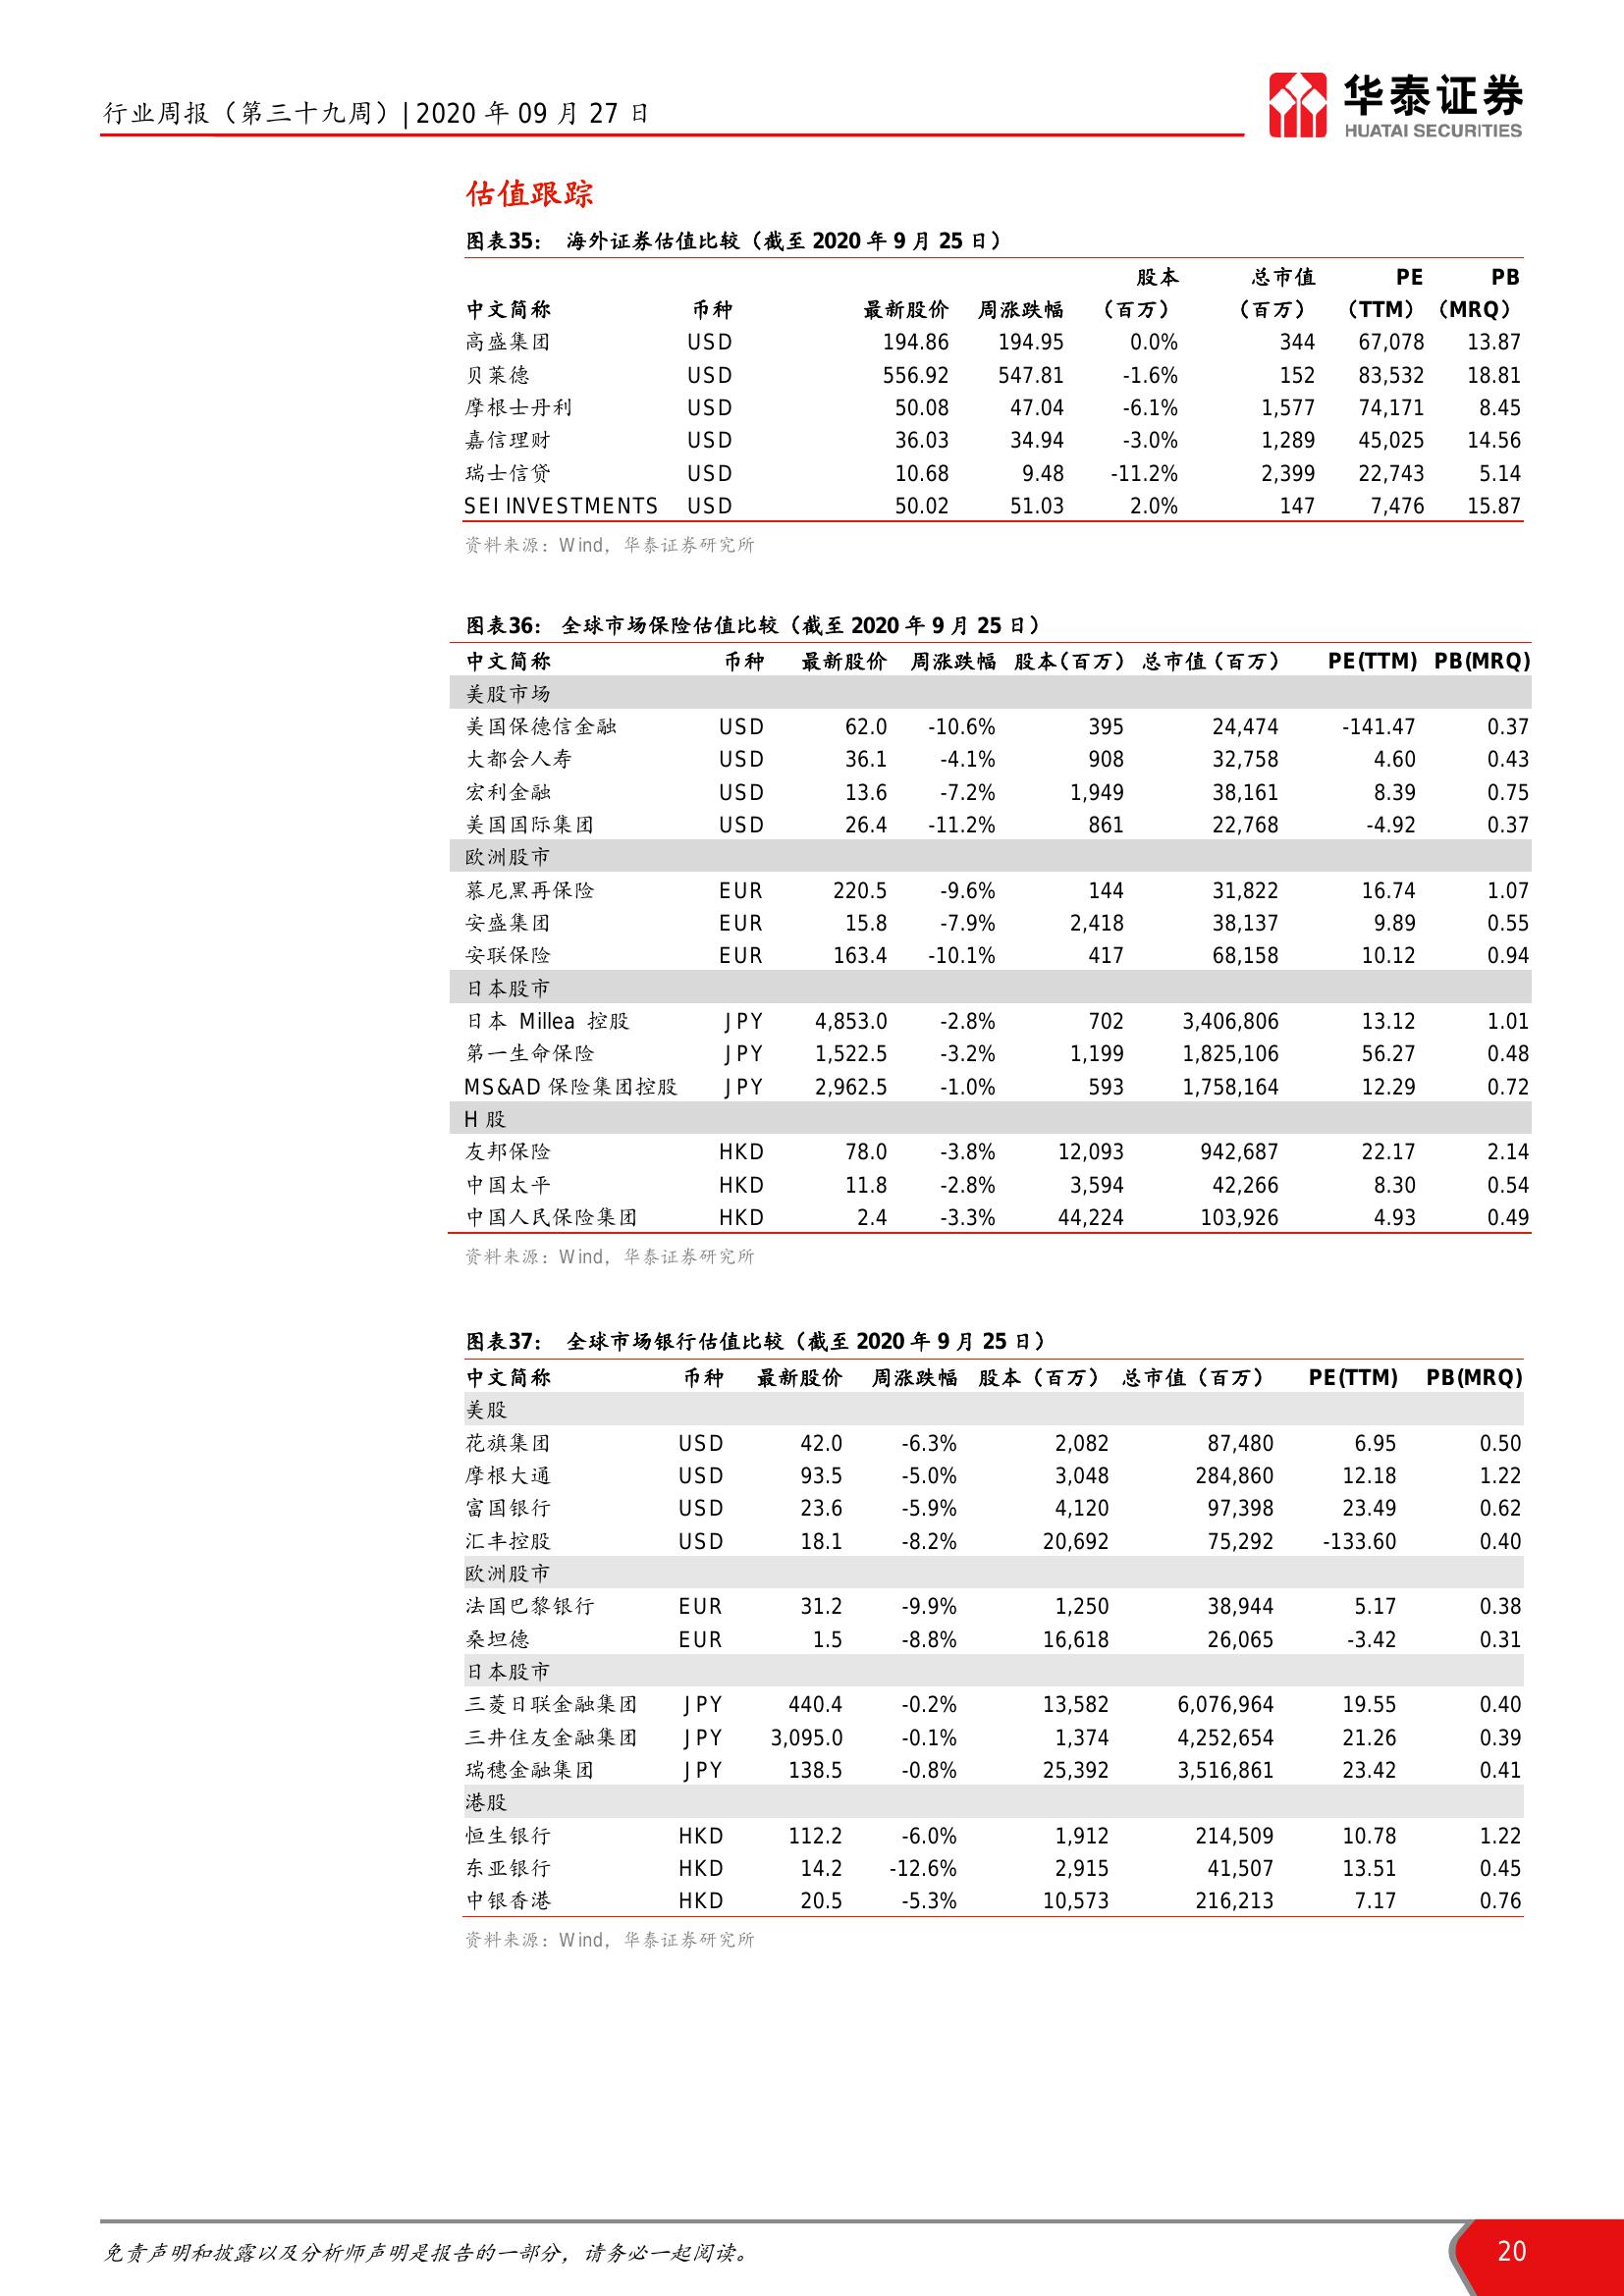 行业周报（第三十九周）|2020 年 09 月 27 日
华泰证券
HUATAI SECURITIES
估值跟踪
图表35： 海外证券估值比较（截至 2020 年 9 月 25 日）
股本 总市值 PE PB
中文简称 币种 最新股价 周涨跌幅 （百万） （百万） （TTM） （MRQ）
高盛集团 USD 194.86 194.95 0.0% 344 67,078 13.87
贝莱德 USD 556.92 547.81 -1.6% 152 83,532 18.81
摩根士丹利 USD 50.08 47.04 -6.1% 1,577 74,171 8.45
嘉信理财 USD 36.03 34.94 -3.0% 1,289 45,025 14.56
瑞士信贷 USD 10.68 9.48 -11.2% 2,399 22,743 5.14
SEI INVESTMENTS USD 50.02 51.03 2.0% 147 7,476 15.87
资料来源：Wind，华泰证券研究所
图表36： 全球市场保险估值比较（截至 2020 年 9 月 25 日）
中文简称 币种 最新股价 周涨跌幅 股本（百万） 总市值（百万） PE(TTM) PB(MRQ)
美股市场
美国保德信金融 USD 62.0 -10.6% 395 24,474 -141.47 0.37
大都会人寿 USD 36.1 -4.1% 908 32,758 4.60 0.43
宏利金融 USD 13.6 -7.2% 1,949 38,161 8.39 0.75
美国国际集团 USD 26.4 -11.2% 861 22,768 -4.92 0.37
欧洲股市
慕尼黑再保险 EUR 220.5 -9.6% 144 31,822 16.74 1.07
安盛集团 EUR 15.8 -7.9% 2,418 38,137 9.89 0.55
安联保险 EUR 163.4 -10.1% 417 68,158 10.12 0.94
日本股市
日本 Millea 控股 JPY 4,853.0 -2.8% 702 3,406,806 13.12 1.01
第一生命保险 JPY 1,522.5 -3.2% 1,199 1,825,106 56.27 0.48
MS&AD 保险集团控股 JPY 2,962.5 -1.0% 593 1,758,164 12.29 0.72
H 股
友邦保险 HKD 78.0 -3.8% 12,093 942,687 22.17 2.14
中国太平 HKD 11.8 -2.8% 3,594 42,266 8.30 0.54
中国人民保险集团 HKD 2.4 -3.3% 44,224 103,926 4.93 0.49
资料来源：Wind，华泰证券研究所
图表37： 全球市场银行估值比较（截至 2020 年 9 月 25 日）
中文简称 币种 最新股价 周涨跌幅 股本（百万） 总市值（百万） PE(TTM) PB(MRQ)
美股
花旗集团 USD 42.0 -6.3% 2,082 87,480 6.95 0.50
摩根大通 USD 93.5 -5.0% 3,048 284,860 12.18 1.22
富国银行 USD 23.6 -5.9% 4,120 97,398 23.49 0.62
汇丰控股 USD 18.1 -8.2% 20,692 75,292 -133.60 0.40
欧洲股市
法国巴黎银行 EUR 31.2 -9.9% 1,250 38,944 5.17 0.38
桑坦德 EUR 1.5 -8.8% 16,618 26,065 -3.42 0.31
日本股市
三菱日联金融集团 JPY 440.4 -0.2% 13,582 6,076,964 19.55 0.40
三井住友金融集团 JPY 3,095.0 -0.1% 1,374 4,252,654 21.26 0.39
瑞穗金融集团 JPY 138.5 -0.8% 25,392 3,516,861 23.42 0.41
港股
恒生银行 HKD 112.2 -6.0% 1,912 214,509 10.78 1.22
东亚银行 HKD 14.2 -12.6% 2,915 41,507 13.51 0.45
中银香港 HKD 20.5 -5.3% 10,573 216,213 7.17 0.76
资料来源：Wind，华泰证券研究所
免责声明和披露以及分析师声明是报告的一部分，请务必一起阅读。
20